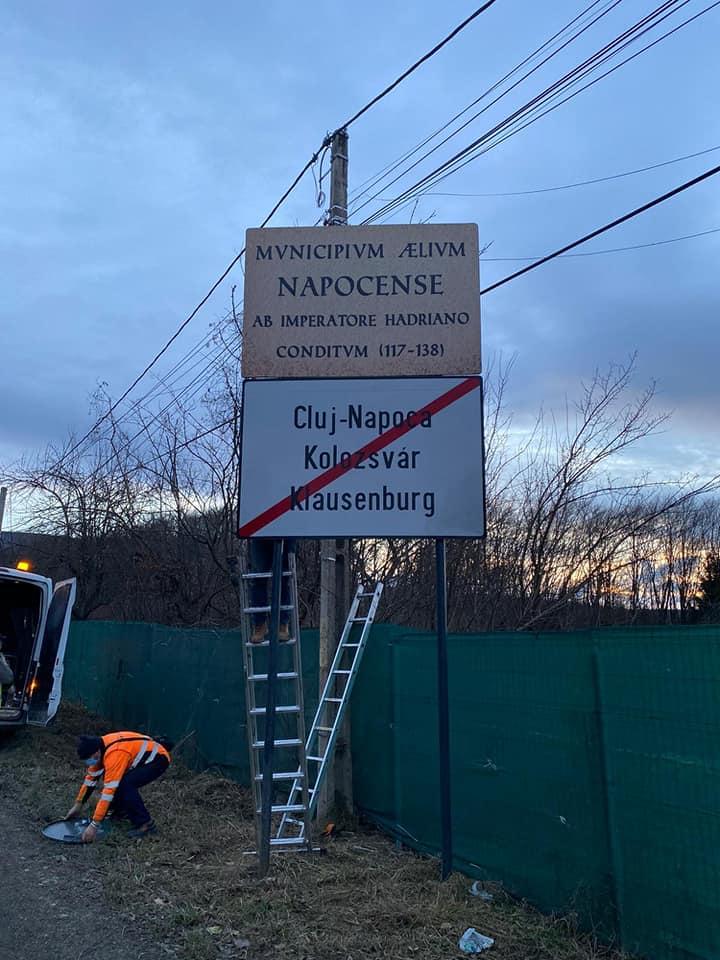 MVNICIPIVM ÆLIVM
NAPOCENSE
AB IMPERATORE HADRIANO
CONDITVM (117-138)
Cluj-Napoca
Kolozsvár
Klausenburg